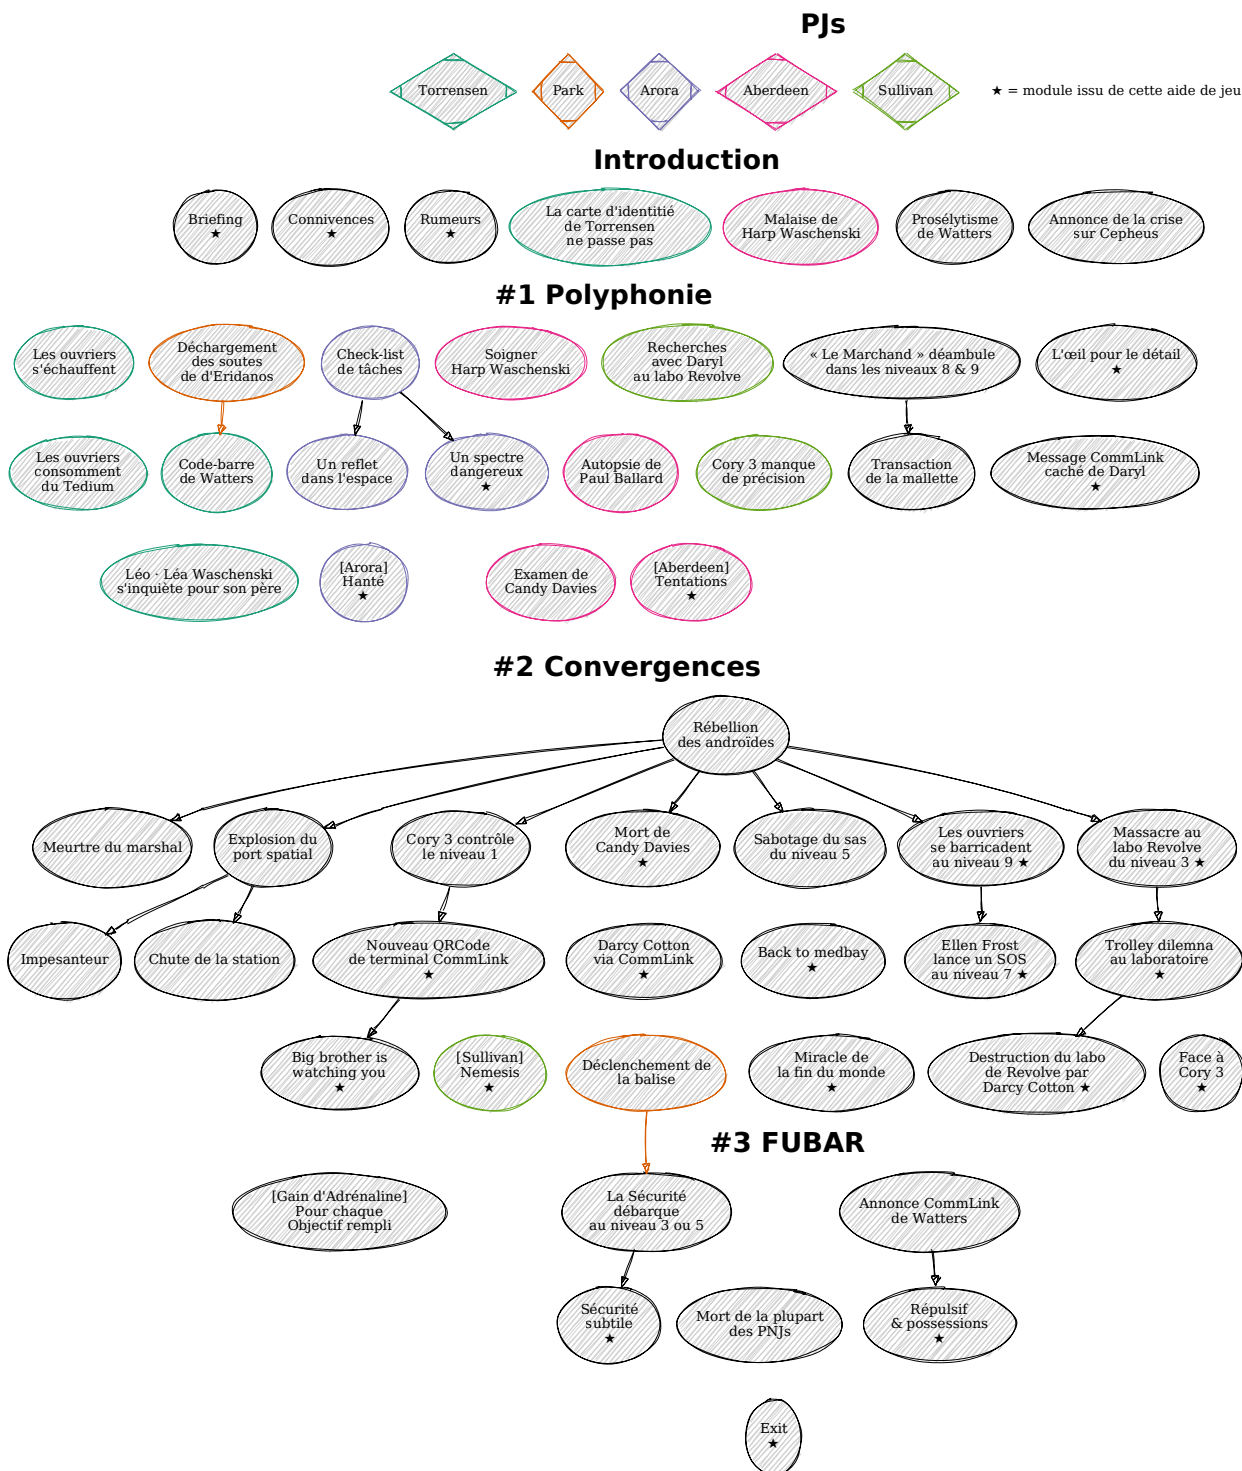 PJs
Torrensen
Park
Arora
Aberdeen
Sullivan
★ = module issu de cette aide de jeu
Introduction
Briefing
★
Connivences
★
Rumeurs
★
La carte d'identitié
de Torrensen
ne passe pas
Malaise de
Harp Waschenski
Prosélytisme
de Watters
Annonce de la crise
sur Cepheus
#1 Polyphonie
Les ouvriers
s'échauffent
Déchargement
des soutes
de d'Eridanos
Check-list
de tâches
Soigner
Harp Waschenski
Recherches
avec Daryl
au labo Revolve
« Le Marchand » déambule
dans les niveaux 8 & 9
L'œil pour le détail
★
Les ouvriers
consomment
du Tedium
Code-barre
de Watters
Un reflet
dans l'espace
Un spectre
dangereux
★
Autopsie de
Paul Ballard
Cory 3 manque
de précision
Transaction
de la mallette
Message CommLink
caché de Daryl
★
Léo · Léa Waschenski
s'inquiète pour son père
[Arora]
Hanté
★
Examen de
Candy Davies
[Aberdeen]
Tentations
★
#2 Convergences
Rébellion
des androïdes
Meurtre du marshal
Explosion du
port spatial
Cory 3 contrôle
le niveau 1
Mort de
Candy Davies
★
Sabotage du sas
du niveau 5
Les ouvriers
se barricadent
au niveau 9 ★
Massacre au
labo Revolve
du niveau 3 ★
Impesanteur
Chute de la station
Nouveau QRCode
de terminal CommLink
★
Darcy Cotton
via CommLink
★
Back to medbay
★
Ellen Frost
lance un SOS
au niveau 7 ★
Trolley dilemna
au laboratoire
★
Big brother is
watching you
★
[Sullivan]
Nemesis
★
Déclenchement de
la balise
Miracle de
la fin du monde
★
Destruction du labo
de Revolve par
Darcy Cotton ★
Face à
Cory 3
★
#3 FUBAR
[Gain d'Adrénaline]
Pour chaque
Objectif rempli
La Sécurité
débarque
au niveau 3 ou 5
Annonce CommLink
de Watters
Sécurité
subtile
★
Mort de la plupart
des PNJs
Répulsif
& possessions
★
Exit
★